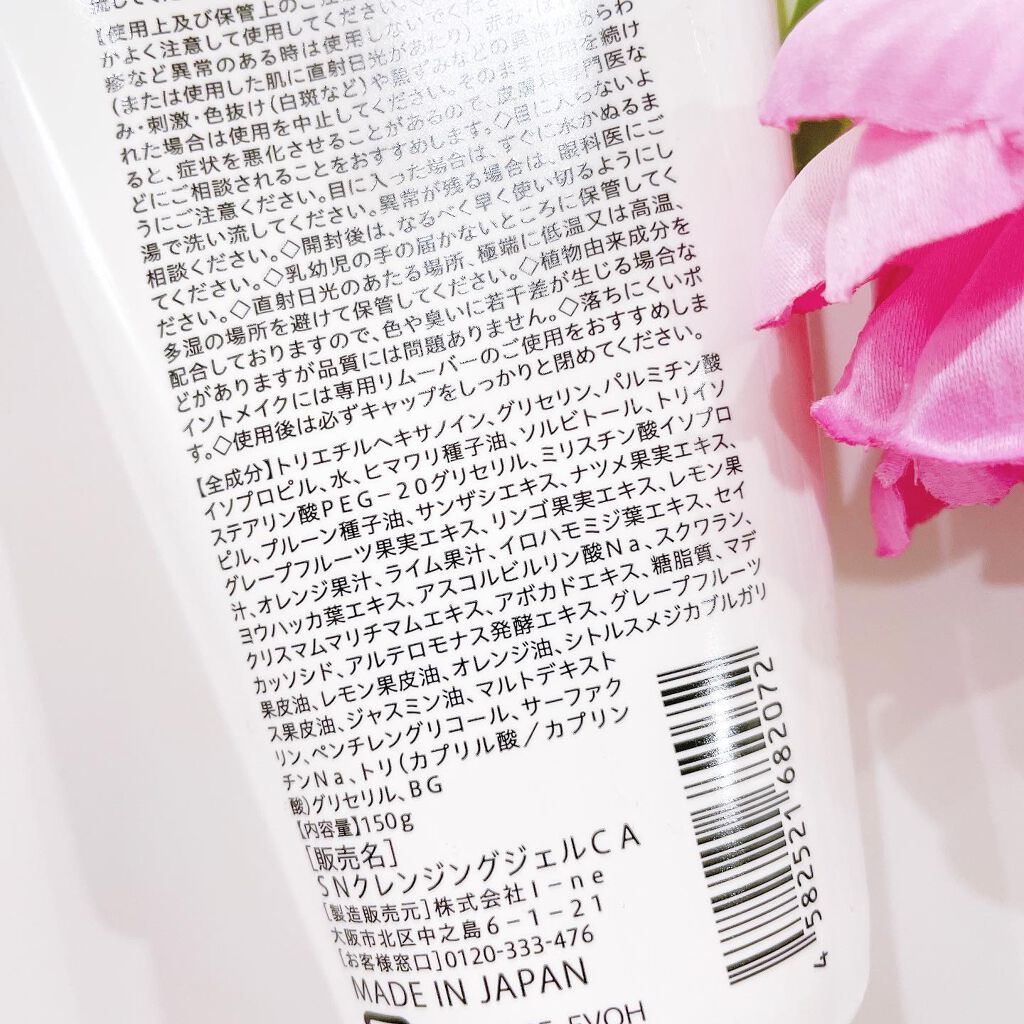 流してくだ
【使用上及び保管上のご注
かよく注意して使用してください。
疹など異常のある時は使用しないでくださ
(または使用した肌に直射日光があたり)赤み・は があらわ
み・刺激・色抜け(白斑など)や黒ずみなどの異 を続け
れた場合は使用を中止してください。そのまま使用 門医な
ると、症状を悪化させることがあるので、皮膚科専門医な
どにご相談されることをおすすめします。◇目に入らないよ
うにご注意ください。目に入った場合は、すぐに水かぬるま
湯で洗い流してください。異常が残る場合は、眼科医にご
相談ください。◇開封後は、なるべく早く使い切るようにし
てください。◇乳幼児の手の届かないところに保管してく
ださい。◇直射日光のあたる場所、極端に低温又は高温、
多湿の場所を避けて保管してください。◇植物由来成分を
配合しておりますので、色や臭いに若干差が生じる場合な
どがありますが品質には問題ありません。◇落ちにくいポ
イントメイクには専用リムーバーのご使用をおすすめしま
す。◇使用後は必ずキャップをしっかりと閉めてください。
【全成分】トリエチルヘキサノイン、グリセリン、パルミチン酸
イソプロピル、水、ヒマワリ種子油、ソルビトール、トリイソ
ステアリン酸PEG-20グリセリル、ミリスチン酸イソプロ
ピル、プルーン種子油、サンザシエキス、ナツメ果実エキス、
グレープフルーツ果実エキス、リンゴ果実エキス、レモン果
汁、オレンジ果汁、ライム果汁、イロハモミジ葉エキス、セイ
ヨウハッカ葉エキス、アスコルビルリン酸Na、スクワラン、
クリスマムマリチマムエキス、アボカドエキス、糖脂質、マデ
カッソシド、アルテロモナス発酵エキス、グレープフルーツ
果皮油、レモン果皮油、オレンジ油、シトルスメジカブルガリ
ス果皮油、ジャスミン油、マルトデキスト
リン、ペンチレングリコール、サーファク
チンNa、トリ(カプリル酸/カプリン
酸)グリセリル、BG
【内容量】150g
[販売名]
SNクレンジングジェルCA
[製造販売元]株式会社I-ne
大阪市北区中之島6-1-21
[お客様窓口]0120-333-476
MADE IN JAPAN
EVOH
4 582521 682072